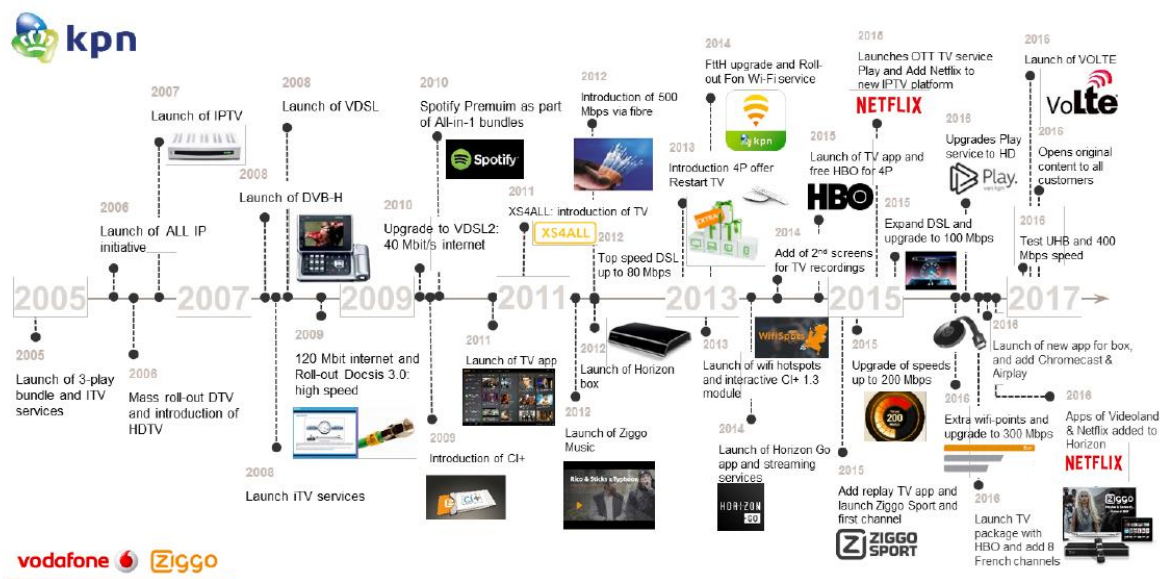 kpn
2007
Launch of IPTV
2008
Launch of VDSL
2010
Spotify Premuim as part
of All-in-1 bundles
Spotify
2012
Introduction of 500
Mbps via fibre
2014
FttH upgrade and Roll-
out Fon Wi-Fi service
kpn
2016
Launches OTT TV service
Play and Add Netflix to
new IPTV platform
NETFLIX
2016
Launch of VOLTE
VoLte
2006
Launch of ALL IP
initiative
2008
Launch of DVB-H
2010
Upgrade to VDSL2:
40 Mbit/s internet
2011
XS4ALL: introduction of TV
XS4ALL
2012
Top speed DSL
up to 80 Mbps
2013
Introduction 4P offer
Restart TV
EXTRA
2014
Add of 2nd screens
for TV recordings
2015
Launch of TV app and
free HBO for 4P
HBO
2015
Expand DSL and
upgrade to 100 Mbps
2016
Upgrades Play
service to HD
Play.
2016
Opens original
content to all
customers
2016
Test UHB and 400
Mbps speed
2005
2007
2009
2011
2013
2015
2017
2005
Launch of 3-play
bundle and ITV
services
2006
Mass roll-out DTV
and introduction of
HDTV
2008
Launch iTV services
2009
120 Mbit internet and
Roll-out Docsis 3.0:
high speed
2009
Introduction of CI+
CI+
2011
Launch of TV app
2012
Launch of Horizon
box
2012
Launch of Ziggo
Music
Rico & Sticks x Typhoon
2013
Launch of wifi hotspots
and interactive CI+ 1.3
module
WifiSpots
2014
Launch of Horizon Go
app and streaming
services
HORIZON
GO
2015
Upgrade of speeds
up to 200 Mbps
200
2015
Add replay TV app and
launch Ziggo Sport and
first channel
ZIGGO
SPORT
2016
Extra wifi-points and
upgrade to 300 Mbps
2016
Launch TV
package with
HBO and add 8
French channels
2016
Launch of new app for box,
and add Chromecast &
Airplay
2016
Apps of Videoland
& Netflix added to
Horizon
NETFLIX
ziggo
vodafone
ziggo